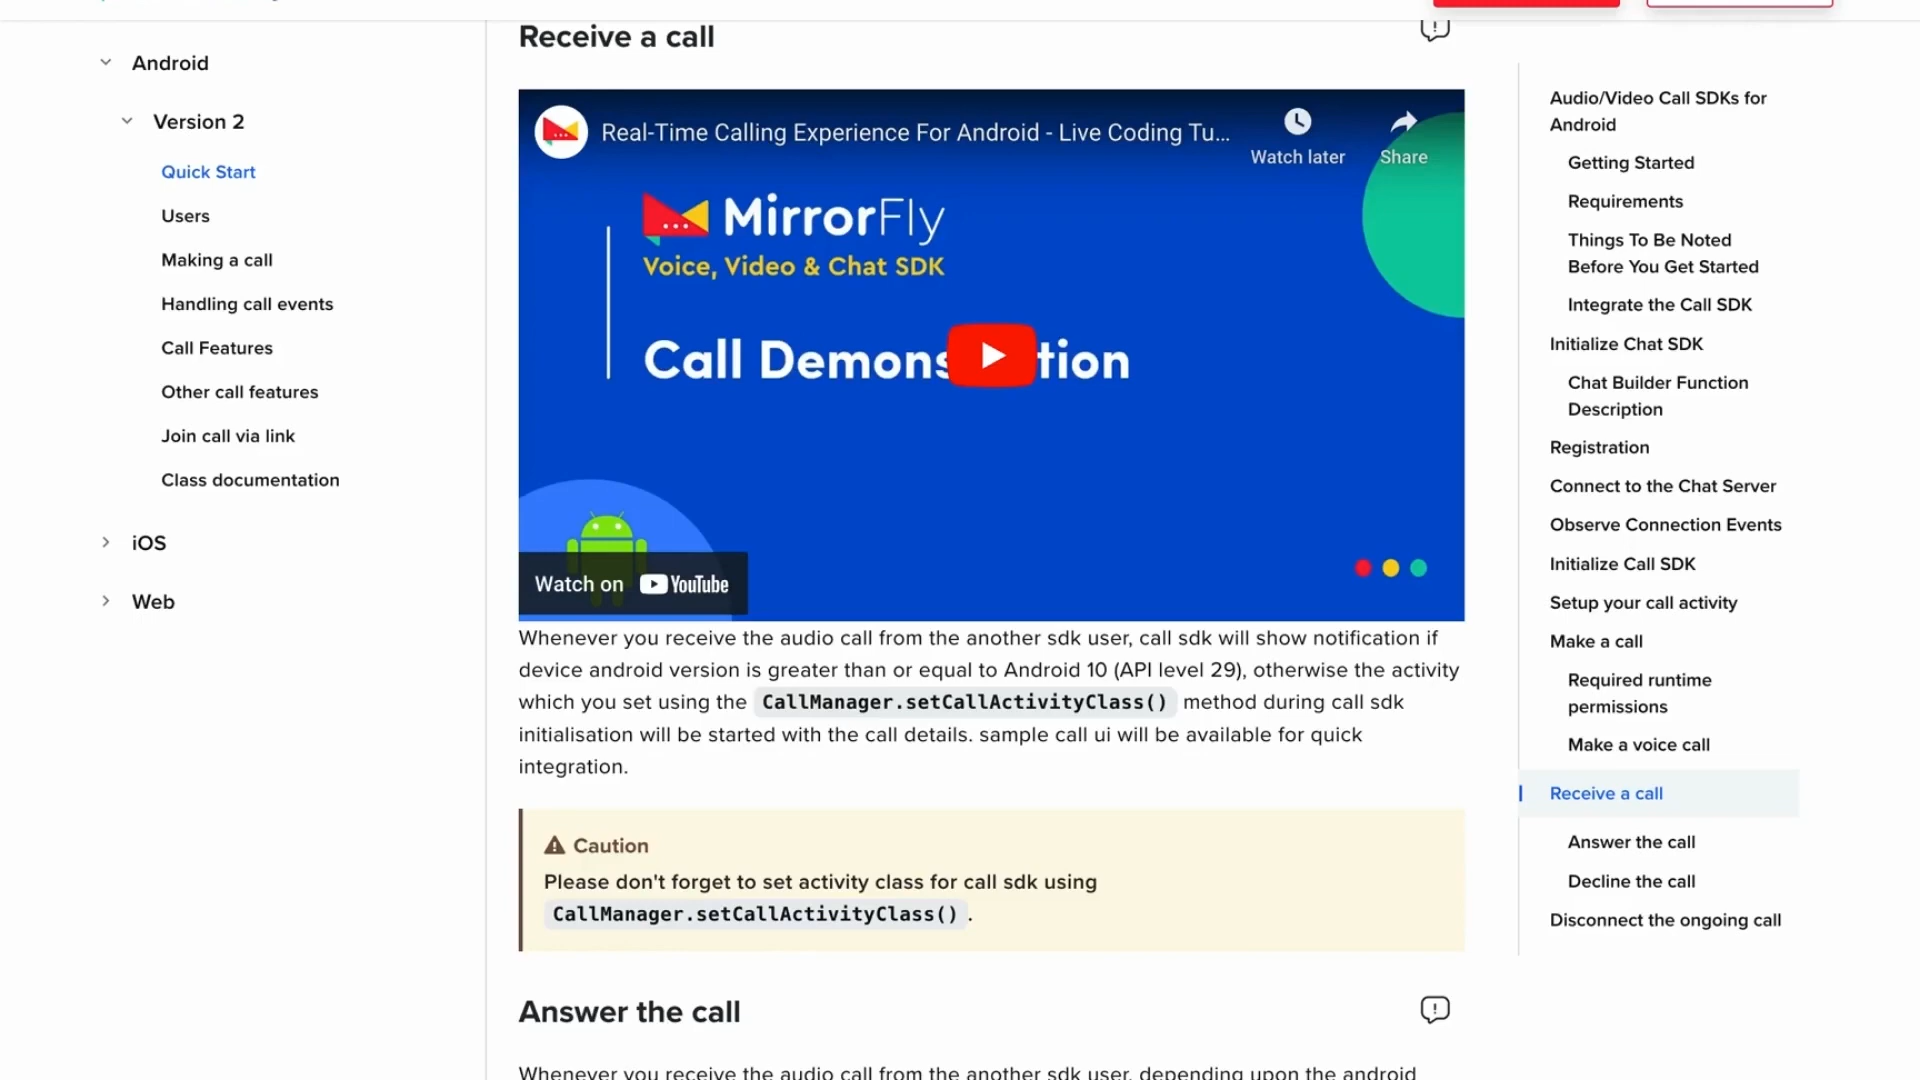 Receive a call
Android
Version 2
Quick Start
Users
Making a call
Handling call events
Call Features
Other call features
Join call via link
Class documentation
iOS
Web
Real-Time Calling Experience For Android - Live Coding Tu...
Watch later
Share
MirrorFly
Voice, Video & Chat SDK
Call Demons tion
Watch on YouTube
Whenever you receive the audio call from the another sdk user, call sdk will show notification if
device android version is greater than or equal to Android 10 (API level 29), otherwise the activity
which you set using the CallManager.setCallActivityClass() method during call sdk
initialisation will be started with the call details. sample call ui will be available for quick
integration.
Caution
Please don't forget to set activity class for call sdk using
CallManager.setCallActivityClass() .
Answer the call
Whenever you receive the audio call from the another sdk user, depending upon the android
Audio/Video Call SDKs for
Android
Getting Started
Requirements
Things To Be Noted
Before You Get Started
Integrate the Call SDK
Initialize Chat SDK
Chat Builder Function
Description
Registration
Connect to the Chat Server
Observe Connection Events
Initialize Call SDK
Setup your call activity
Make a call
Required runtime
permissions
Make a voice call
Receive a call
Answer the call
Decline the call
Disconnect the ongoing call